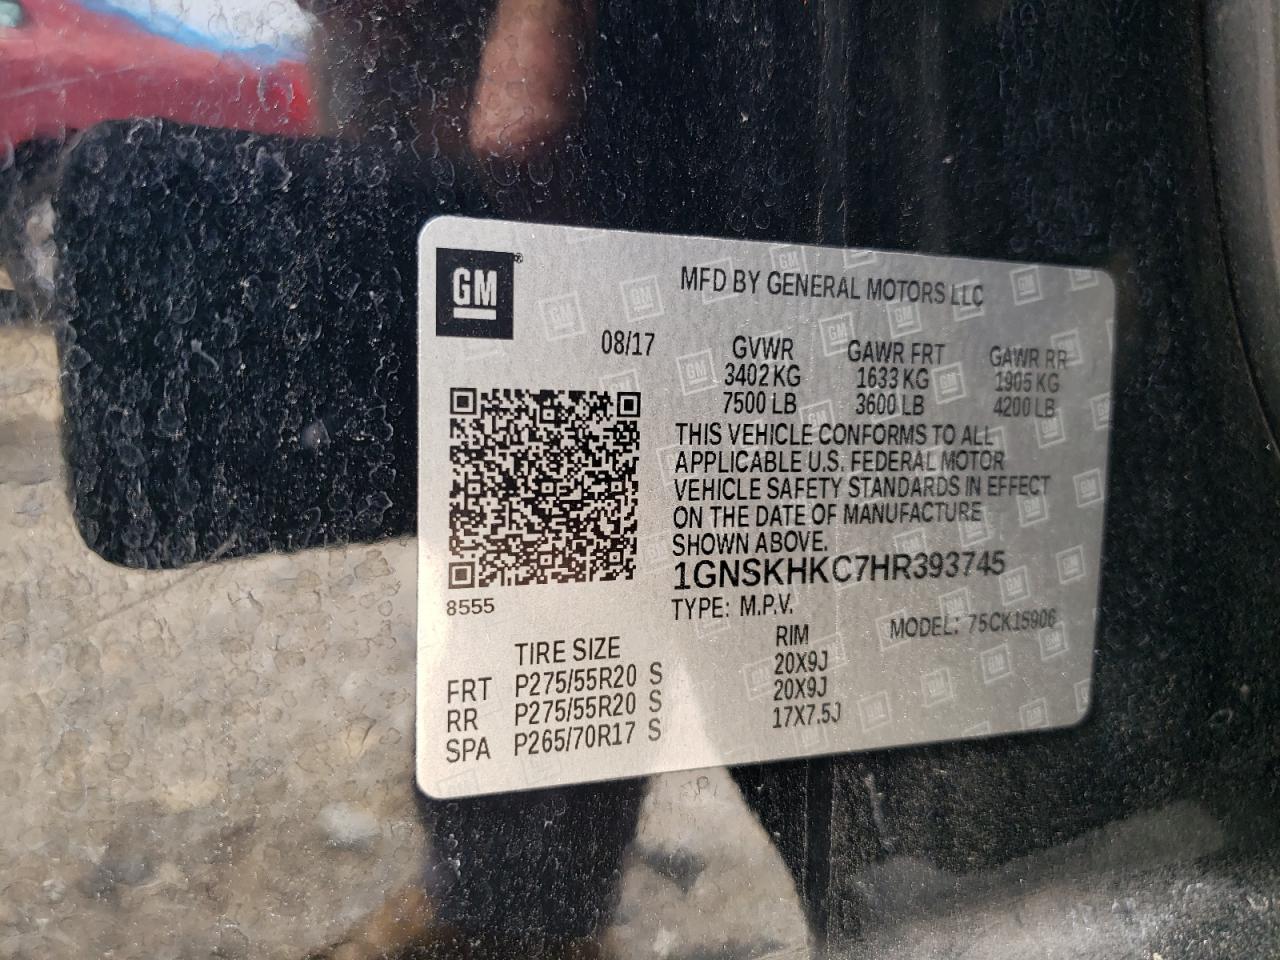 GM®
MFD BY GENERAL MOTORS LLC
08/17 GVWR GAWR FRT GAWR RR
3402 KG 1633 KG 1905 KG
7500 LB 3600 LB 4200 LB
THIS VEHICLE CONFORMS TO ALL
APPLICABLE U.S. FEDERAL MOTOR
VEHICLE SAFETY STANDARDS IN EFFECT
ON THE DATE OF MANUFACTURE
SHOWN ABOVE.
1GNSKHKC7HR393745
8555
TYPE: M.P.V. MODEL: 75CK15906
TIRE SIZE RIM
FRT P275/55R20 S 20X9J
RR P275/55R20 S 20X9J
SPA P265/70R17 S 17X7.5J